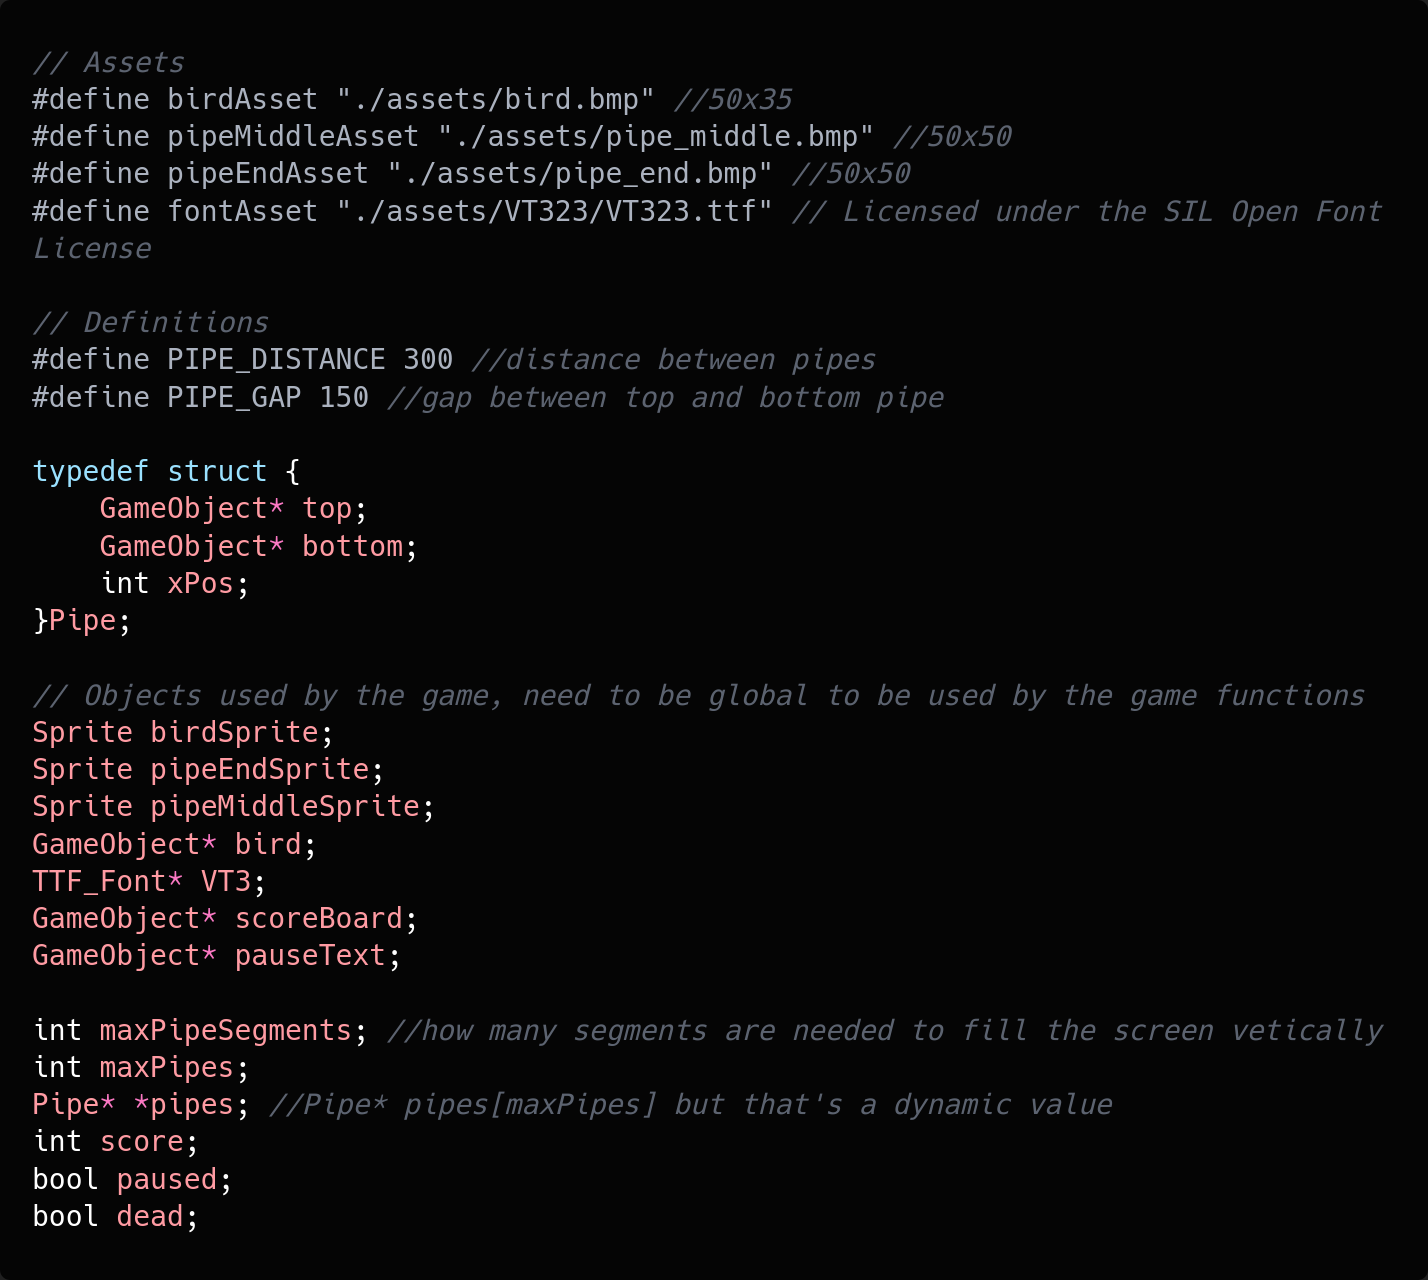 // Assets
#define birdAsset "./assets/bird.bmp" //50x35
#define pipeMiddleAsset "./assets/pipe_middle.bmp" //50x50
#define pipeEndAsset "./assets/pipe_end.bmp" //50x50
#define fontAsset "./assets/VT323/VT323.ttf" // Licensed under the SIL Open Font
License

// Definitions
#define PIPE_DISTANCE 300 //distance between pipes
#define PIPE_GAP 150 //gap between top and bottom pipe

typedef struct {
    GameObject* top;
    GameObject* bottom;
    int xPos;
}Pipe;

// Objects used by the game, need to be global to be used by the game functions
Sprite birdSprite;
Sprite pipeEndSprite;
Sprite pipeMiddleSprite;
GameObject* bird;
TTF_Font* VT3;
GameObject* scoreBoard;
GameObject* pauseText;

int maxPipeSegments; //how many segments are needed to fill the screen vetically
int maxPipes;
Pipe* *pipes; //Pipe* pipes[maxPipes] but that's a dynamic value
int score;
bool paused;
bool dead;